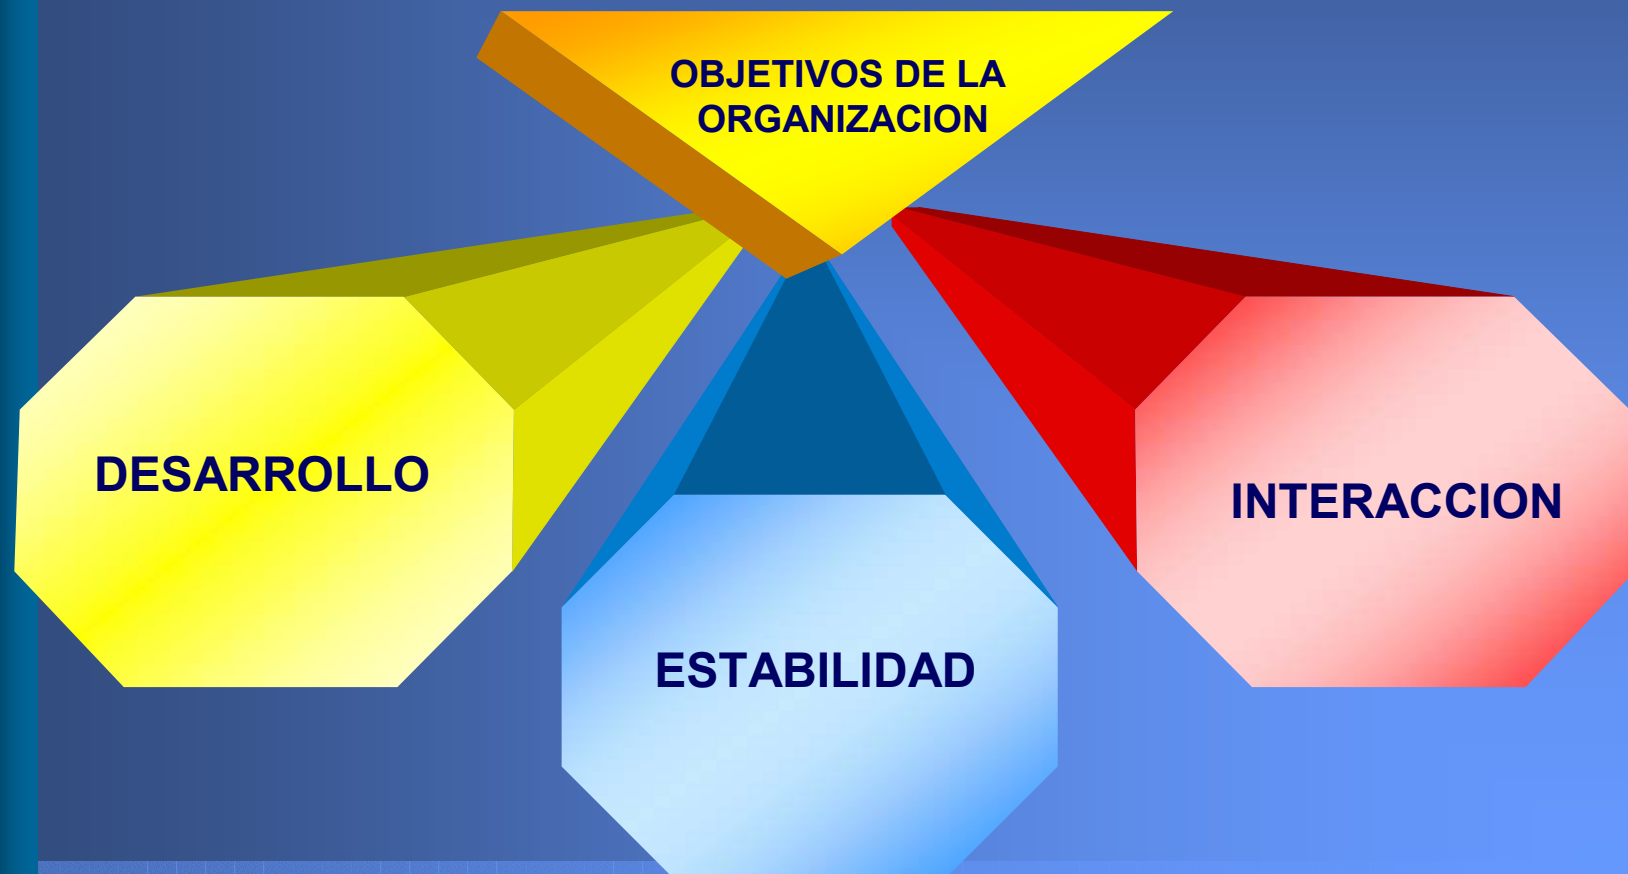 OBJETIVOS DE LA
ORGANIZACION
DESARROLLO
INTERACCION
ESTABILIDAD